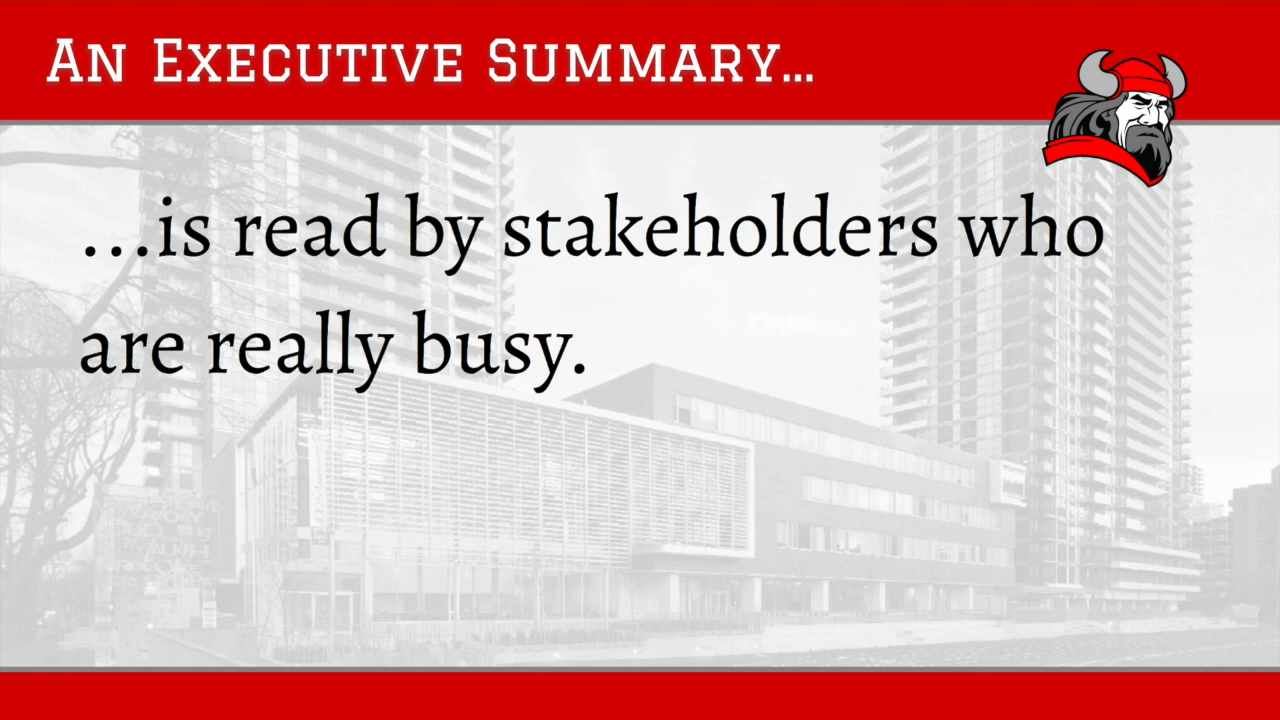 An Executive Summary...
...is read by stakeholders who
are really busy.